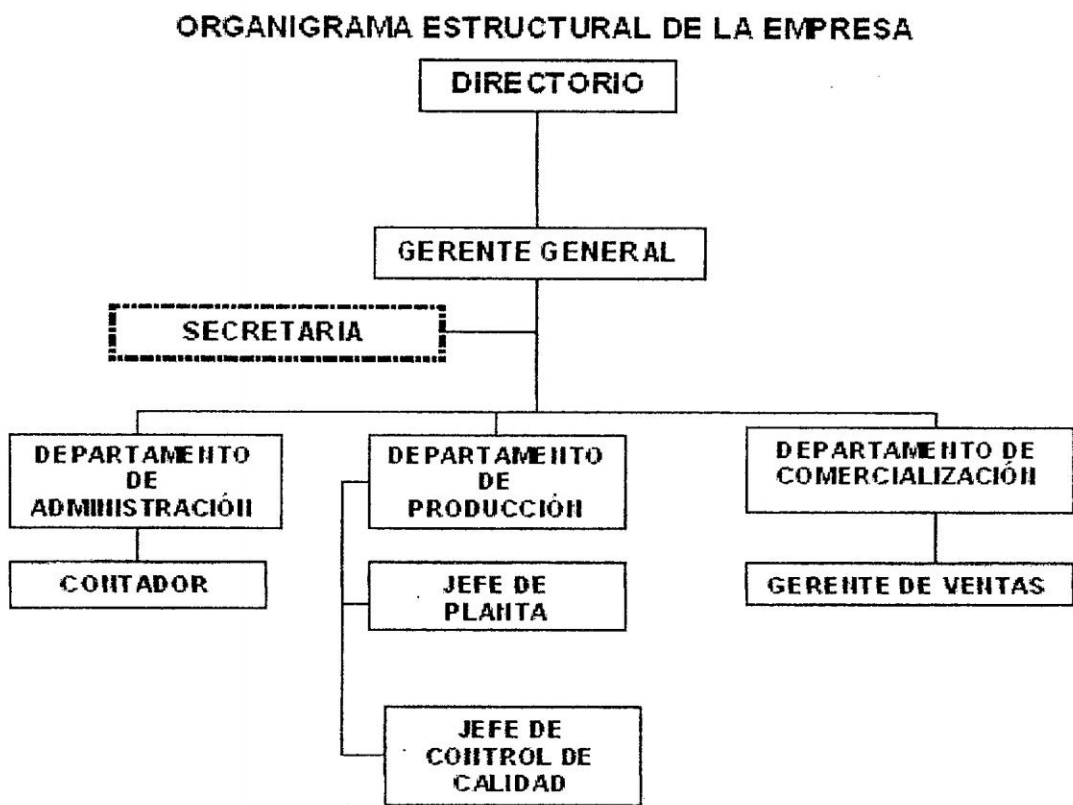 ORGANIGRAMA ESTRUCTURAL DE LA EMPRESA
DIRECTORIO
GERENTE GENERAL
SECRETARIA
DEPARTAMENTO
DE
ADMINISTRACIÓN
DEPARTAMENTO
DE
PRODUCCIÓN
DEPARTAMENTO DE
COMERCIALIZACIÓN
CONTADOR
JEFE DE
PLANTA
GERENTE DE VENTAS
JEFE DE
CONTROL DE
CALIDAD